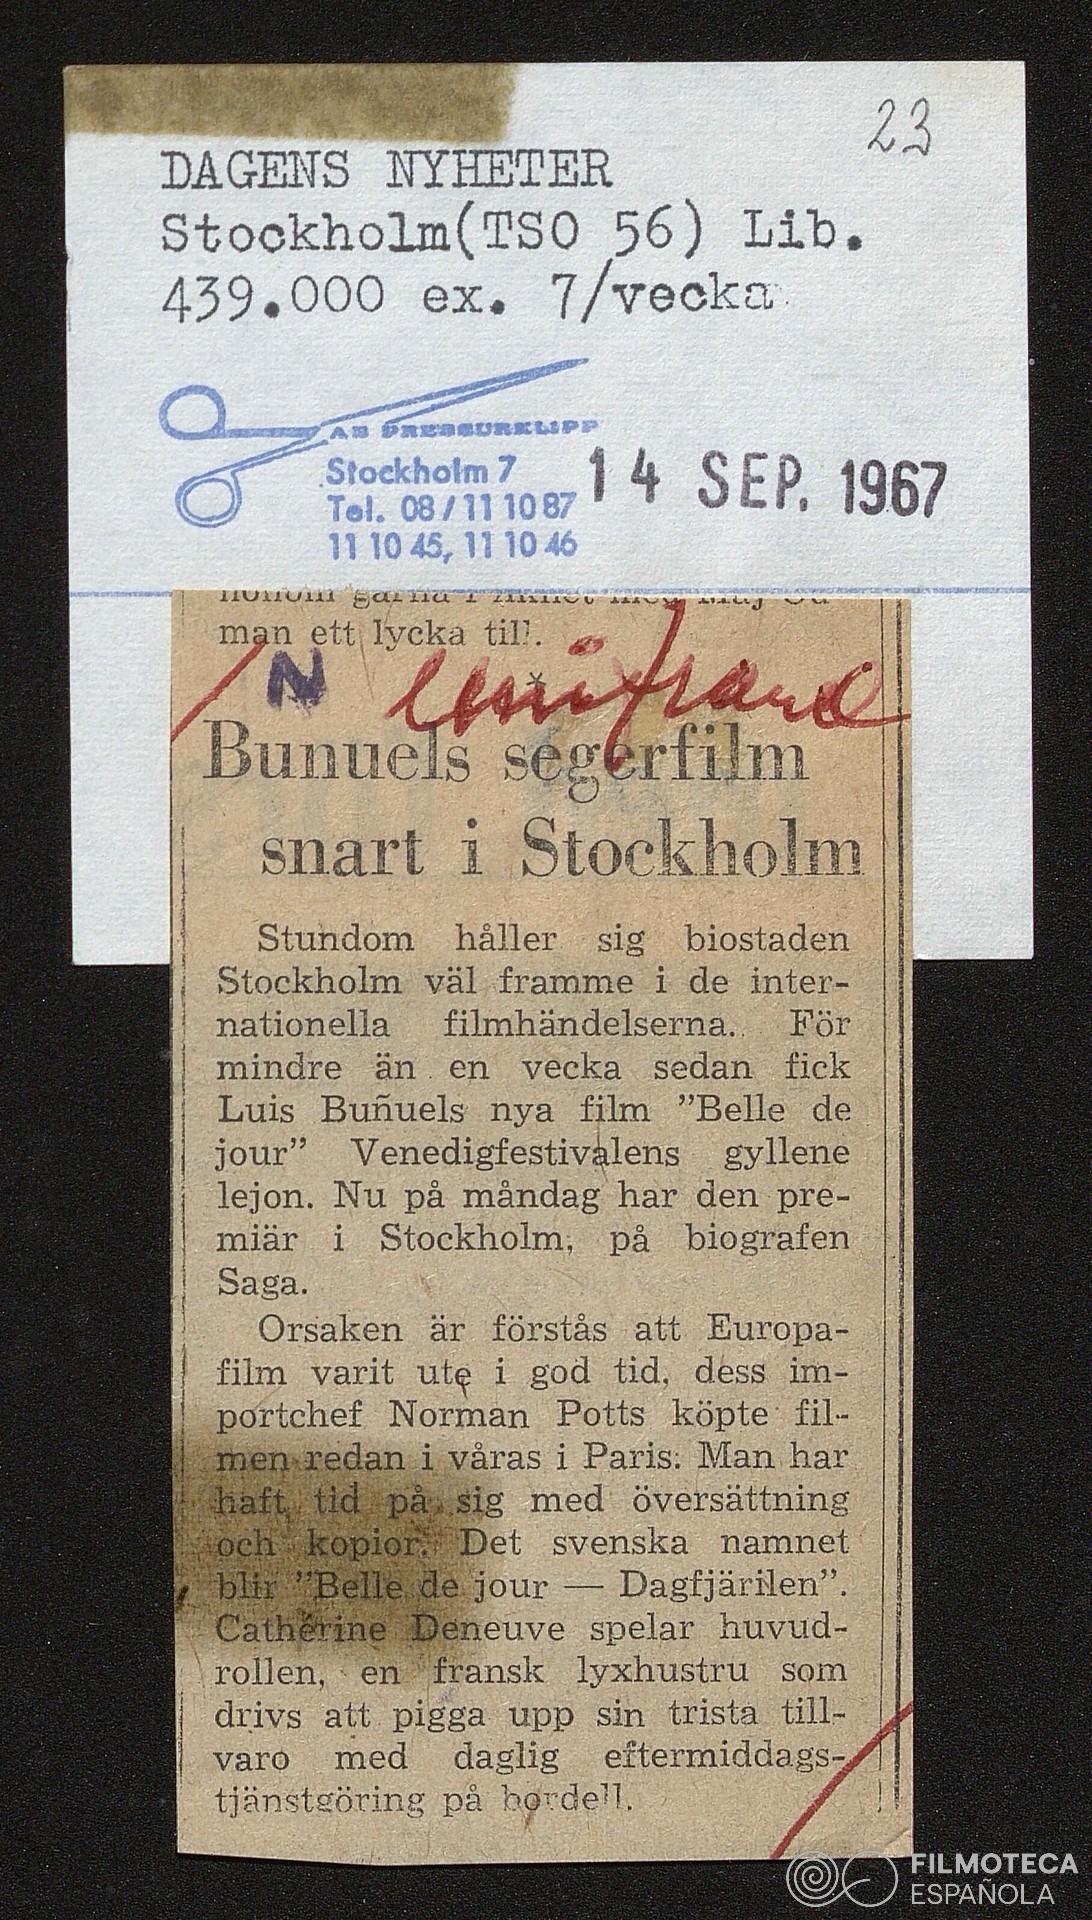 23
DAGENS NYHETER
Stockholm(TSO 56) Lib.
439.000 ex. 7/vecka
AB PRESSURKLIPP
Stockholm 7
Tel. 08/11 10 87
11 10 45, 11 10 46
14 SEP. 1967
man ett lycka till.
N unifrance
*
Bunuels segerfilm
snart i Stockholm
Stundom håller sig biostaden
Stockholm väl framme i de inter-
nationella filmhändelserna. För
mindre än en vecka sedan fick
Luis Buñuels nya film ”Belle de
jour” Venedigfestivalens gyllene
lejon. Nu på måndag har den pre-
miär i Stockholm, på biografen
Saga.
Orsaken är förstås att Europa-
film varit ute i god tid, dess im-
portchef Norman Potts köpte fil-
men redan i våras i Paris. Man har
haft tid på sig med översättning
och kopior. Det svenska namnet
blir ”Belle de jour — Dagfjärilen”.
Cathérine Deneuve spelar huvud-
rollen, en fransk lyxhustru som
drivs att pigga upp sin trista till-
varo med daglig eftermiddags-
tjänstgöring på bordell.
FILMOTECA
ESPAÑOLA